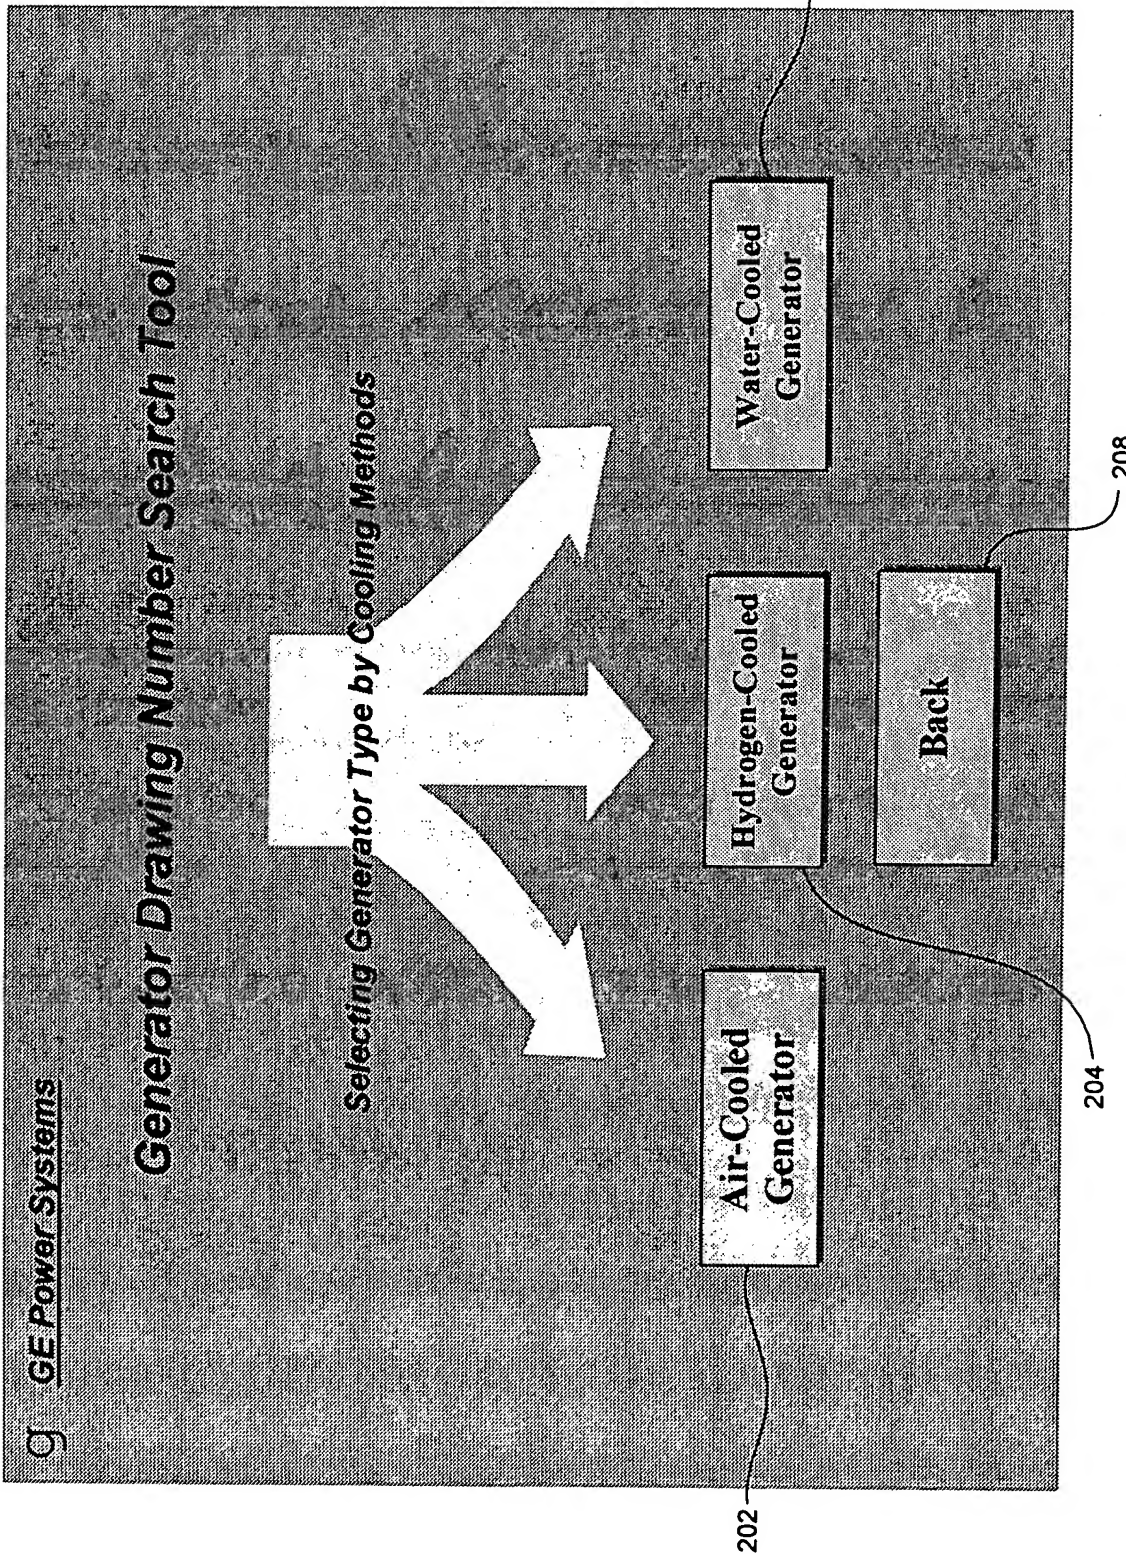 g GE Power Systems
Generator Drawing Number Search Tool
Selecting Generator Type by Cooling Methods
Air-Cooled
Generator
Hydrogen-Cooled
Generator
Water-Cooled
Generator
Back
202
204
208